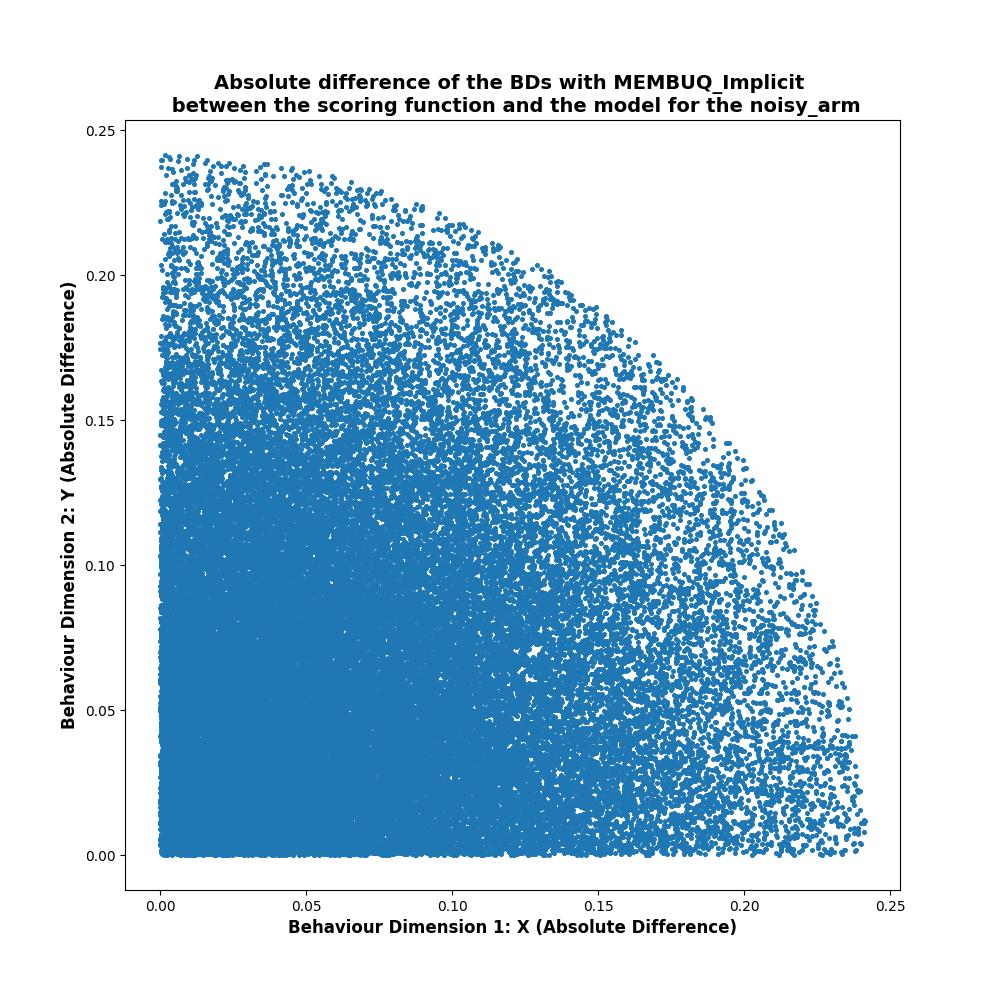 Absolute difference of the BDs with MEMBUQ_Implicit
between the scoring function and the model for the noisy_arm
0.25
0.20
0.15
0.10
0.05
0.00
Behaviour Dimension 2: Y (Absolute Difference)
0.00 0.05 0.10 0.15 0.20 0.25
Behaviour Dimension 1: X (Absolute Difference)